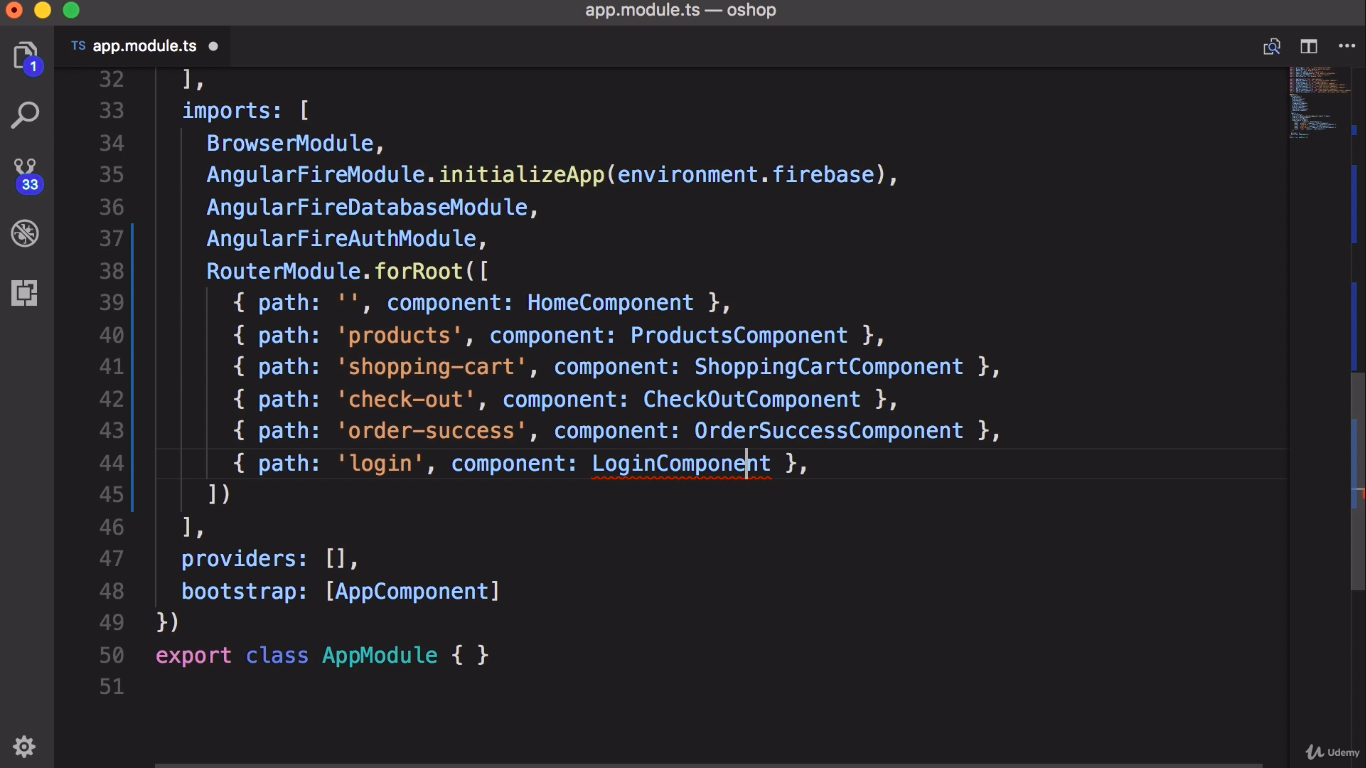 app.module.ts — oshop
TS app.module.ts
1
33
32 ],
33 imports: [
34 BrowserModule,
35 AngularFireModule.initializeApp(environment.firebase),
36 AngularFireDatabaseModule,
37 AngularFireAuthModule,
38 RouterModule.forRoot([
39 { path: '', component: HomeComponent },
40 { path: 'products', component: ProductsComponent },
41 { path: 'shopping-cart', component: ShoppingCartComponent },
42 { path: 'check-out', component: CheckOutComponent },
43 { path: 'order-success', component: OrderSuccessComponent },
44 { path: 'login', component: LoginComponent },
45 ])
46 ],
47 providers: [],
48 bootstrap: [AppComponent]
49 })
50 export class AppModule { }
51
Udemy